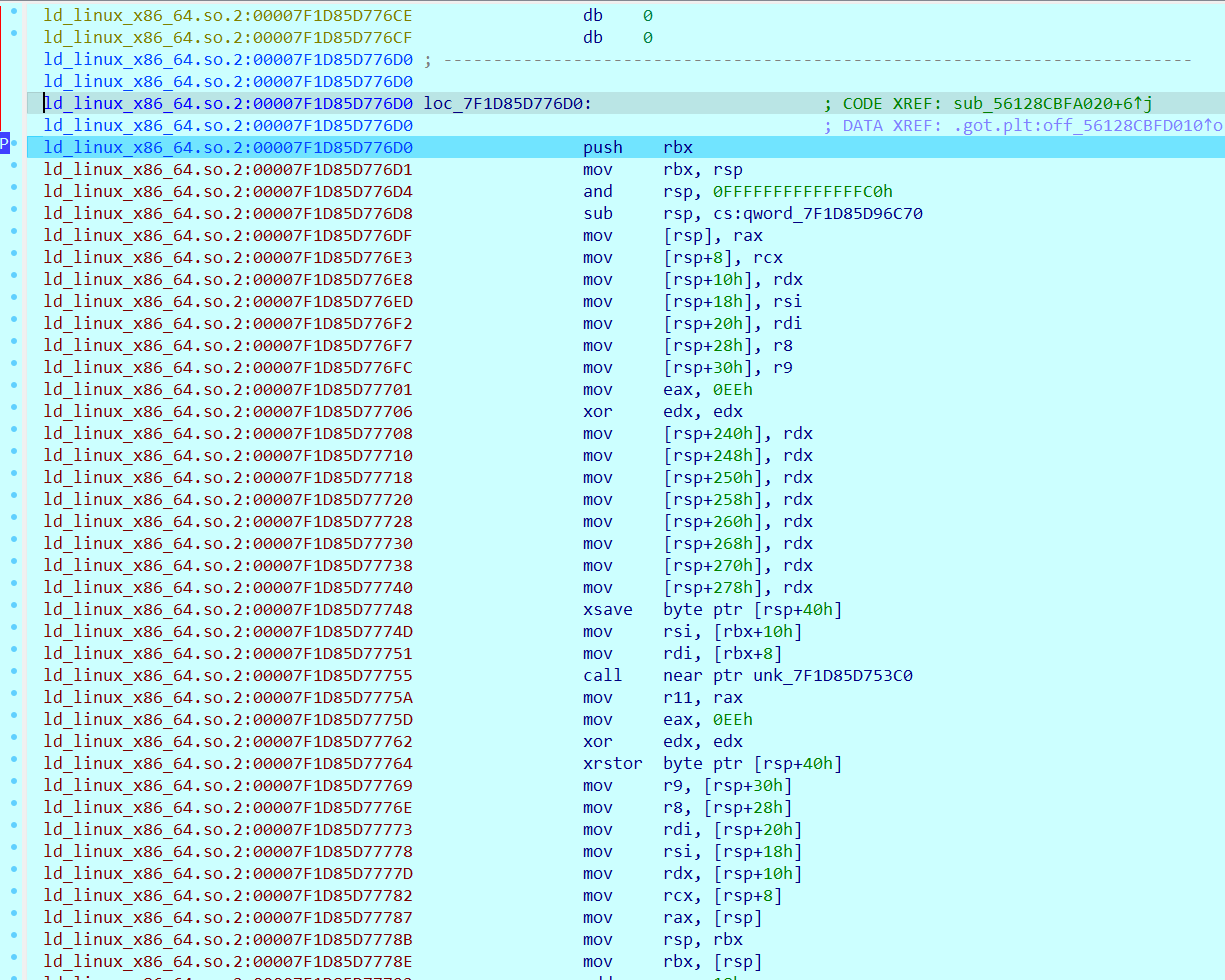 ld_linux_x86_64.so.2:00007F1D85D776CE db 0
ld_linux_x86_64.so.2:00007F1D85D776CF db 0
ld_linux_x86_64.so.2:00007F1D85D776D0 ; ---------------------------------------------------------------------------
ld_linux_x86_64.so.2:00007F1D85D776D0
ld_linux_x86_64.so.2:00007F1D85D776D0 loc_7F1D85D776D0: ; CODE XREF: sub_56128CBFA020+6↑j
ld_linux_x86_64.so.2:00007F1D85D776D0 ; DATA XREF: .got.plt:off_56128CBFD010↑o
P ld_linux_x86_64.so.2:00007F1D85D776D0 push rbx
ld_linux_x86_64.so.2:00007F1D85D776D1 mov rbx, rsp
ld_linux_x86_64.so.2:00007F1D85D776D4 and rsp, 0FFFFFFFFFFFFFFC0h
ld_linux_x86_64.so.2:00007F1D85D776D8 sub rsp, cs:qword_7F1D85D96C70
ld_linux_x86_64.so.2:00007F1D85D776DF mov [rsp], rax
ld_linux_x86_64.so.2:00007F1D85D776E3 mov [rsp+8], rcx
ld_linux_x86_64.so.2:00007F1D85D776E8 mov [rsp+10h], rdx
ld_linux_x86_64.so.2:00007F1D85D776ED mov [rsp+18h], rsi
ld_linux_x86_64.so.2:00007F1D85D776F2 mov [rsp+20h], rdi
ld_linux_x86_64.so.2:00007F1D85D776F7 mov [rsp+28h], r8
ld_linux_x86_64.so.2:00007F1D85D776FC mov [rsp+30h], r9
ld_linux_x86_64.so.2:00007F1D85D77701 mov eax, 0EEh
ld_linux_x86_64.so.2:00007F1D85D77706 xor edx, edx
ld_linux_x86_64.so.2:00007F1D85D77708 mov [rsp+240h], rdx
ld_linux_x86_64.so.2:00007F1D85D77710 mov [rsp+248h], rdx
ld_linux_x86_64.so.2:00007F1D85D77718 mov [rsp+250h], rdx
ld_linux_x86_64.so.2:00007F1D85D77720 mov [rsp+258h], rdx
ld_linux_x86_64.so.2:00007F1D85D77728 mov [rsp+260h], rdx
ld_linux_x86_64.so.2:00007F1D85D77730 mov [rsp+268h], rdx
ld_linux_x86_64.so.2:00007F1D85D77738 mov [rsp+270h], rdx
ld_linux_x86_64.so.2:00007F1D85D77740 mov [rsp+278h], rdx
ld_linux_x86_64.so.2:00007F1D85D77748 xsave byte ptr [rsp+40h]
ld_linux_x86_64.so.2:00007F1D85D7774D mov rsi, [rbx+10h]
ld_linux_x86_64.so.2:00007F1D85D77751 mov rdi, [rbx+8]
ld_linux_x86_64.so.2:00007F1D85D77755 call near ptr unk_7F1D85D753C0
ld_linux_x86_64.so.2:00007F1D85D7775A mov r11, rax
ld_linux_x86_64.so.2:00007F1D85D7775D mov eax, 0EEh
ld_linux_x86_64.so.2:00007F1D85D77762 xor edx, edx
ld_linux_x86_64.so.2:00007F1D85D77764 xrstor byte ptr [rsp+40h]
ld_linux_x86_64.so.2:00007F1D85D77769 mov r9, [rsp+30h]
ld_linux_x86_64.so.2:00007F1D85D7776E mov r8, [rsp+28h]
ld_linux_x86_64.so.2:00007F1D85D77773 mov rdi, [rsp+20h]
ld_linux_x86_64.so.2:00007F1D85D77778 mov rsi, [rsp+18h]
ld_linux_x86_64.so.2:00007F1D85D7777D mov rdx, [rsp+10h]
ld_linux_x86_64.so.2:00007F1D85D77782 mov rcx, [rsp+8]
ld_linux_x86_64.so.2:00007F1D85D77787 mov rax, [rsp]
ld_linux_x86_64.so.2:00007F1D85D7778B mov rsp, rbx
ld_linux_x86_64.so.2:00007F1D85D7778E mov rbx, [rsp]